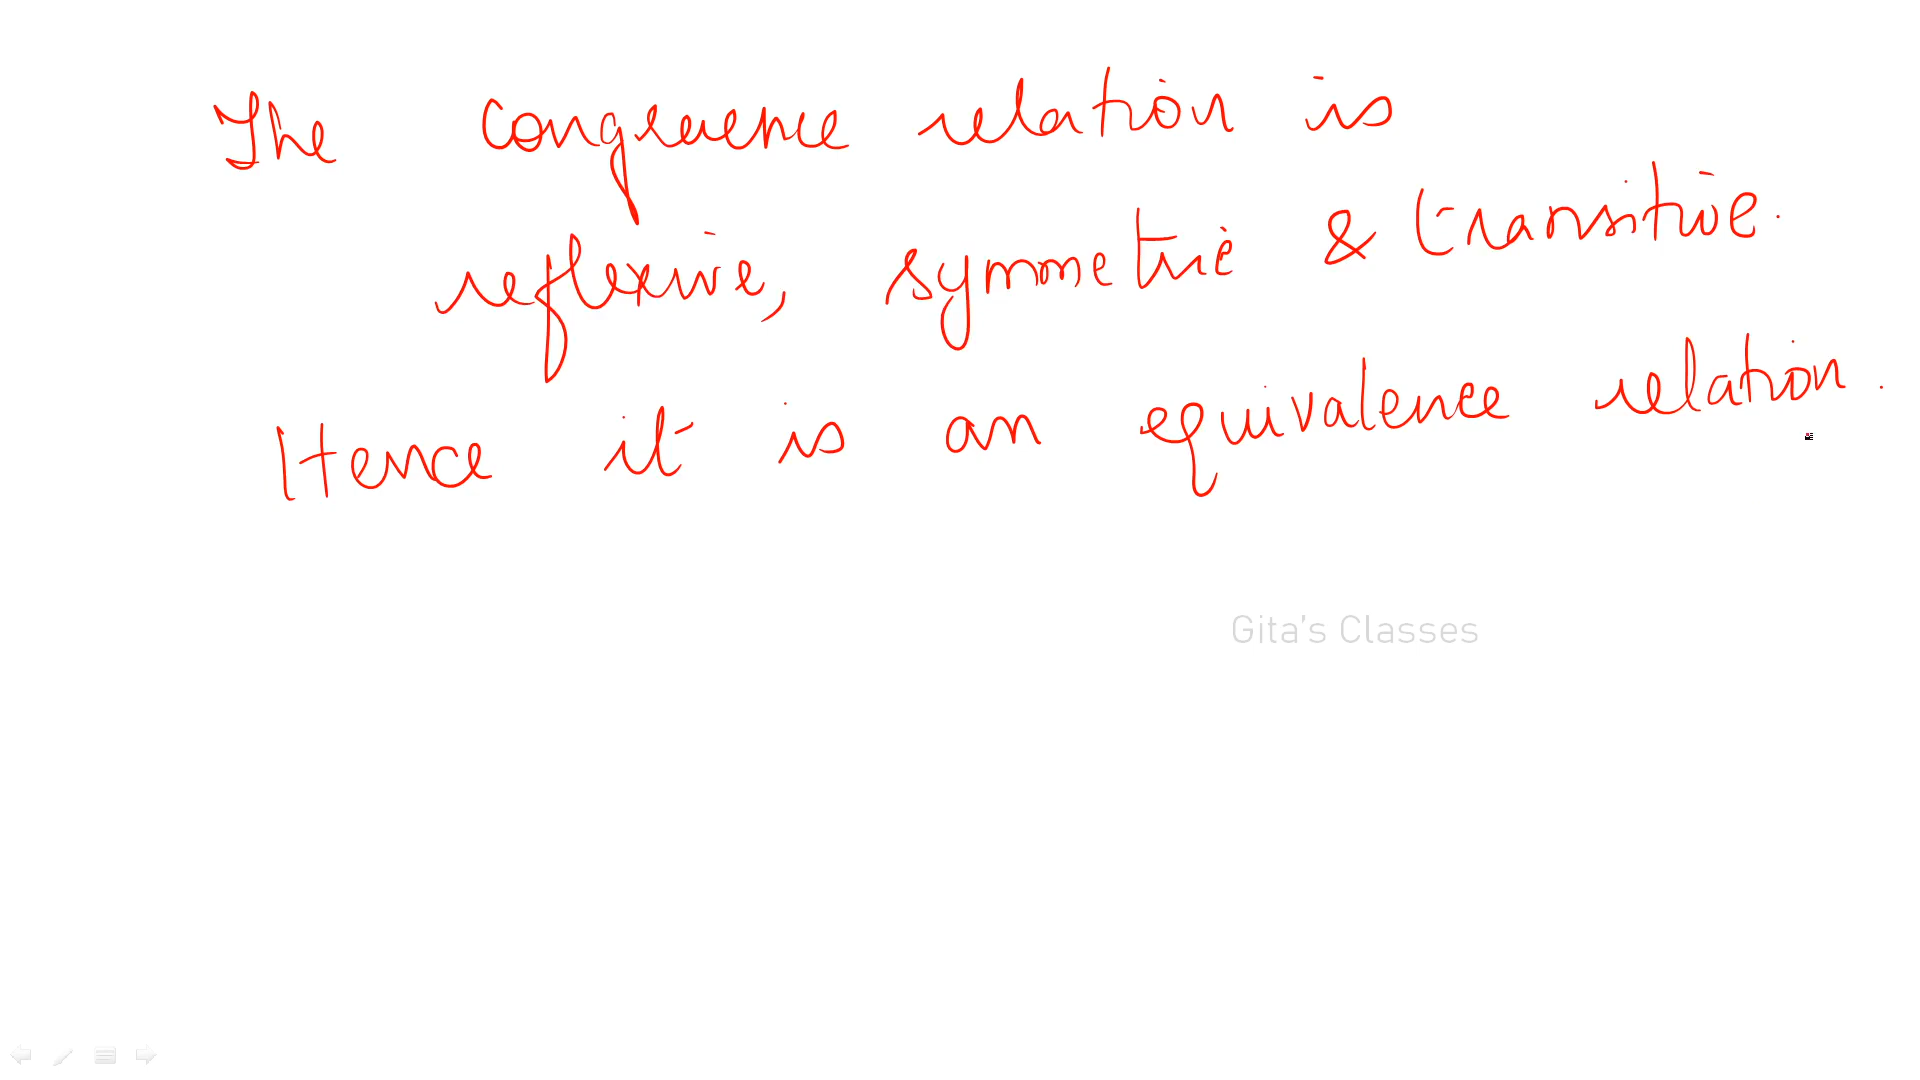 The congruence relation is
reflexive, symmetric & transitive.
Hence it is an equivalence relation.
Gita's Classes